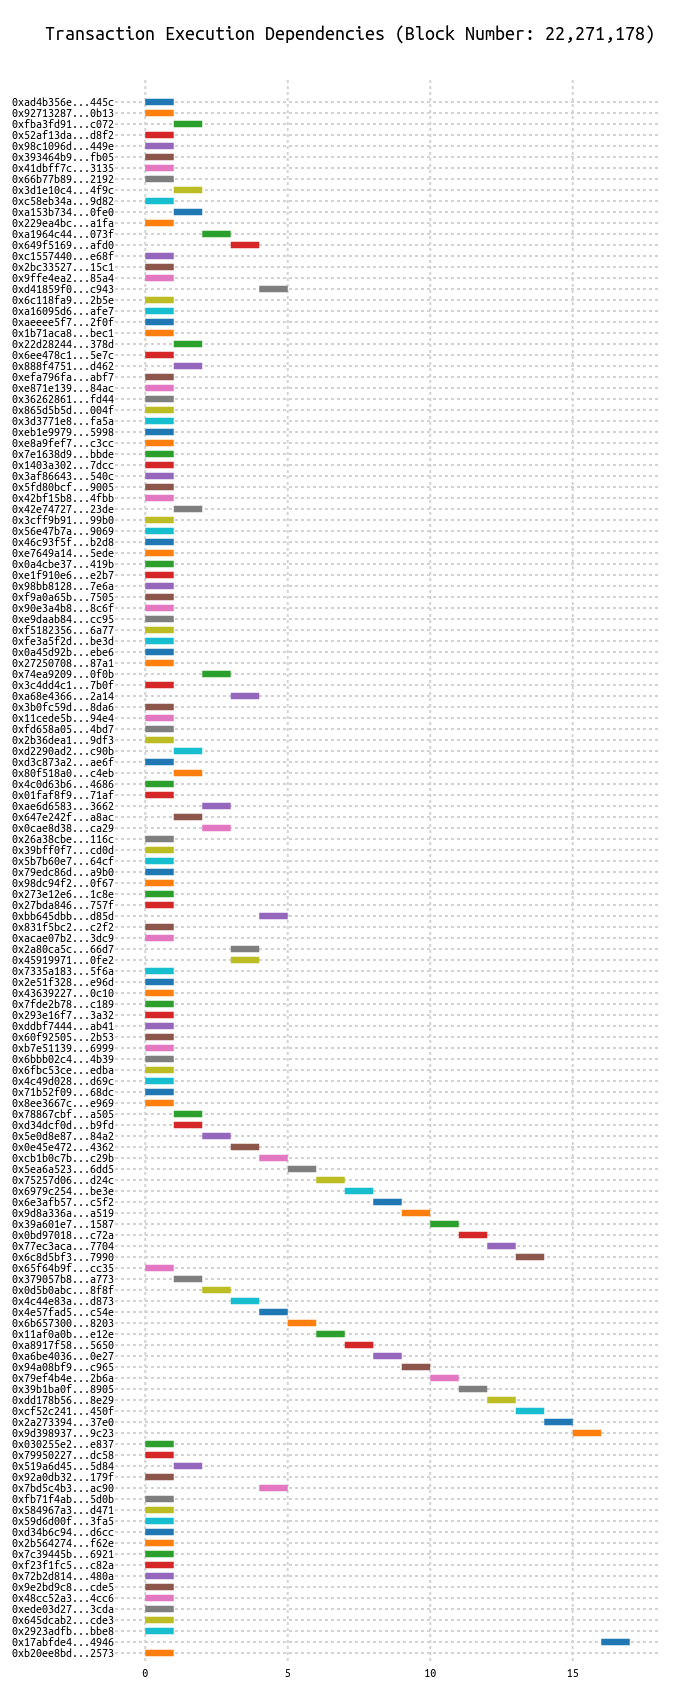 Transaction Execution Dependencies (Block Number: 22,271,178)
0xad4b356e...445c
0x92713287...0b13
0xfba3fd91...c072
0x52af13da...d8f2
0x98c1096d...449e
0x393464b9...fb05
0x41dbff7c...3135
0x66b77b89...2192
0x3d1e10c4...4f9c
0xc58eb34a...9d82
0xa153b734...0fe0
0x229ea4bc...a1fa
0xa1964c44...073f
0x649f5169...afd0
0xc1557440...e68f
0x2bc33527...15c1
0x9ffe4ea2...85a4
0xd41859f0...c943
0x6c118fa9...2b5e
0xa16095d6...afe7
0xaeeee5f7...2f0f
0x1b71aca8...bec1
0x22d28244...378d
0x6ee478c1...5e7c
0x888f4751...d462
0xefa796fa...abf7
0xe871e139...84ac
0x36262861...fd44
0x865d5b5d...004f
0x3d3771e8...fa5a
0xeb1e9979...5998
0xe8a9fef7...c3cc
0x7e1638d9...bbde
0x1403a302...7dcc
0x3af86643...540c
0x5fd80bcf...9005
0x42bf15b8...4fbb
0x42e74727...23de
0x3cff9b91...99b0
0x56e47b7a...9069
0x46c93f5f...b2d8
0xe7649a14...5ede
0x0a4cbe37...419b
0xe1f910e6...e2b7
0x98bb8128...7e6a
0xf9a0a65b...7505
0x90e3a4b8...8c6f
0xe9daab84...cc95
0xf5182356...6a77
0xfe3a5f2d...be3d
0x0a45d92b...ebe6
0x27250708...87a1
0x74ea9209...0f0b
0x3c4dd4c1...7b0f
0xa68e4366...2a14
0x3b0fc59d...8da6
0x11cede5b...94e4
0xfd658a05...4bd7
0x2b36dea1...9df3
0xd2290ad2...c90b
0xd3c873a2...ae6f
0x80f518a0...c4eb
0x4c0d63b6...4686
0x01faf8f9...71af
0xae6d6583...3662
0x647e242f...a8ac
0x0cae8d38...ca29
0x26a38cbe...116c
0x39bff0f7...cd0d
0x5b7b60e7...64cf
0x79edc86d...a9b0
0x98dc94f2...0f67
0x273e12e6...1c8e
0x27bda846...757f
0xbb645dbb...d85d
0x831f5bc2...c2f2
0xacae07b2...3dc9
0x2a80ca5c...66d7
0x45919971...0fe2
0x7335a183...5f6a
0x2e51f328...e96d
0x43639227...0c10
0x7fde2b78...c189
0x293e16f7...3a32
0xddbf7444...ab41
0x60f92505...2b53
0xb7e51139...6999
0x6bbb02c4...4b39
0x6fbc53ce...edba
0x4c49d028...d69c
0x71b52f09...68dc
0x8ee3667c...e969
0x78867cbf...a505
0xd34dcf0d...b9fd
0x5e0d8e87...84a2
0x0e45e472...4362
0xcb1b0c7b...c29b
0x5ea6a523...6dd5
0x75257d06...d24c
0x6979c254...be3e
0x6e3afb57...c5f2
0x9d8a336a...a519
0x39a601e7...1587
0x0bd97018...c72a
0x77ec3aca...7704
0x6c8d5bf3...7990
0x65f64b9f...cc35
0x379057b8...a773
0x0d5b0abc...8f8f
0x4c44e83a...d873
0x4e57fad5...c54e
0x6b657300...8203
0x11af0a0b...e12e
0xa8917f58...5650
0xa6be4036...0e27
0x94a08bf9...c965
0x79ef4b4e...2b6a
0x39b1ba0f...8905
0xdd178b56...8e29
0xcf52c241...450f
0x2a273394...37e0
0x9d398937...9c23
0x030255e2...e837
0x79950227...dc58
0x519a6d45...5d84
0x92a0db32...179f
0x7bd5c4b3...ac90
0xfb71f4ab...5d0b
0x584967a3...d471
0x59d6d00f...3fa5
0xd34b6c94...d6cc
0x2b564274...f62e
0x7c39445b...6921
0xf23f1fc5...c82a
0x72b2d814...480a
0x9e2bd9c8...cde5
0x48cc52a3...4cc6
0xede03d27...3cda
0x645dcab2...cde3
0x2923adfb...bbe8
0x17abfde4...4946
0xb20ee8bd...2573
0 5 10 15